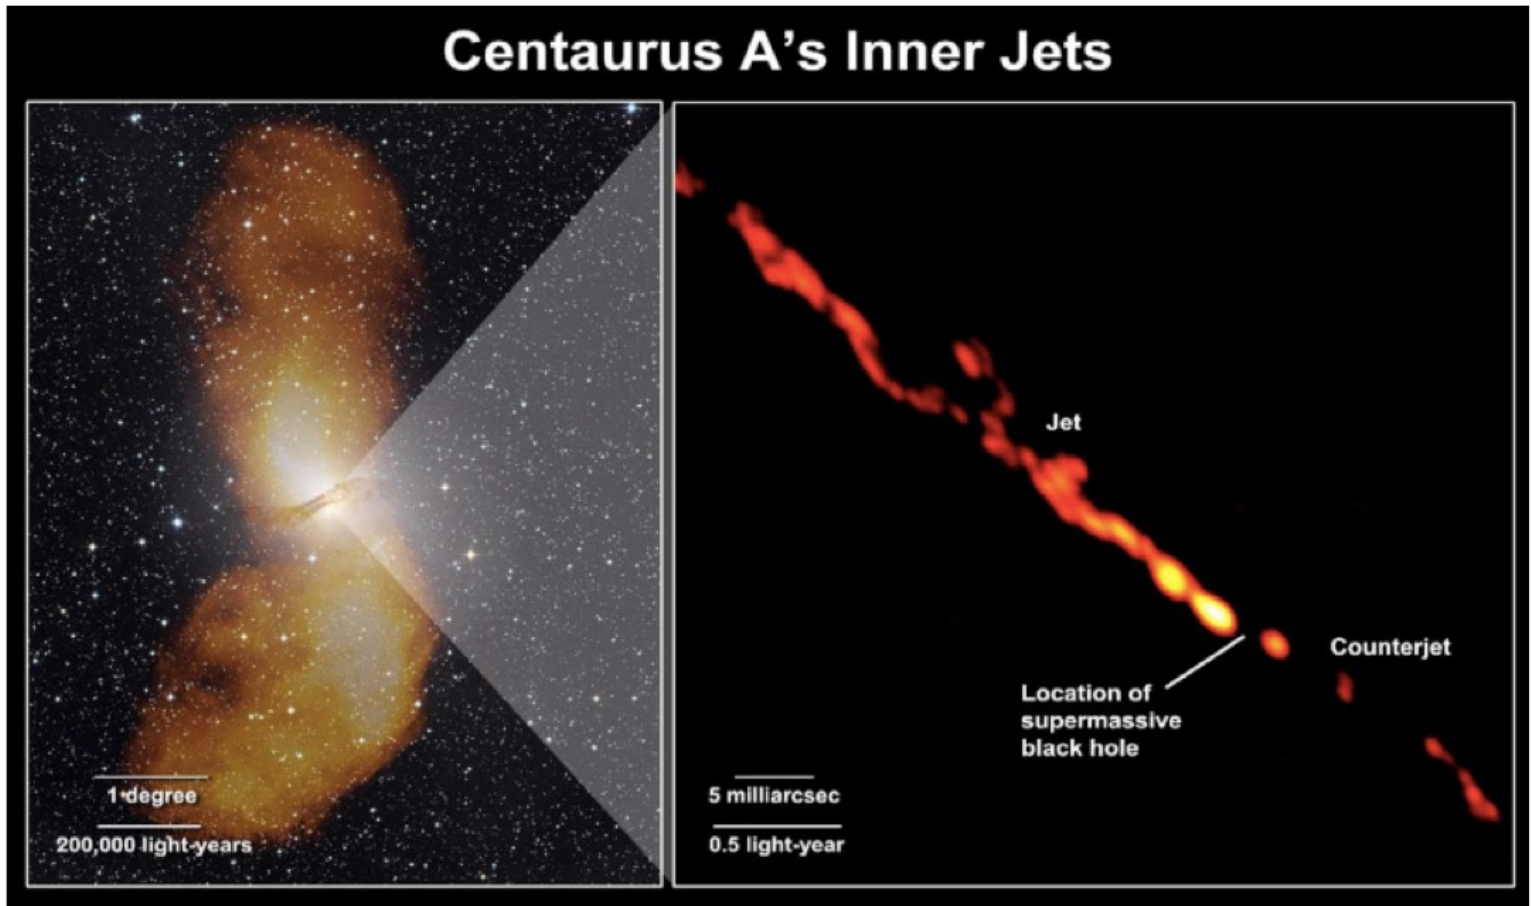 Centaurus A’s Inner Jets
1 degree
200,000 light-years
Jet
Counterjet
Location of
supermassive
black hole
5 milliarcsec
0.5 light-year